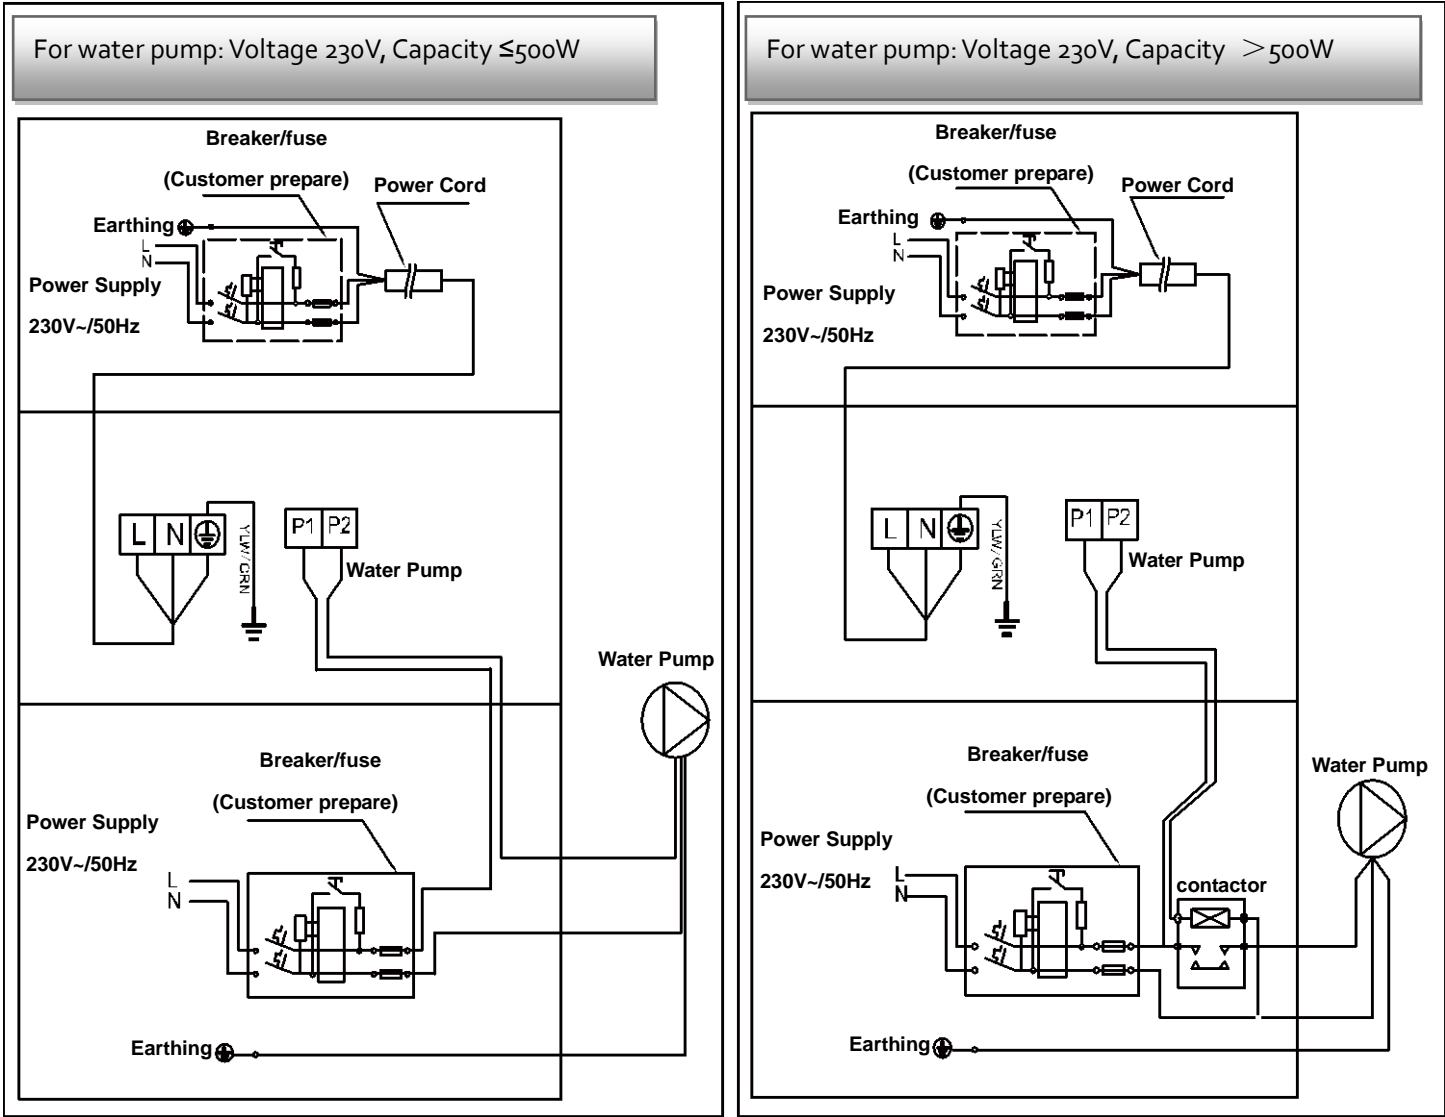 For water pump: Voltage 230V, Capacity ≤500W
Breaker/fuse
(Customer prepare)
Power Cord
Earthing
L
N
Power Supply
230V~/50Hz
L N
YLW/GRN
P1 P2
Water Pump
Water Pump
Breaker/fuse
(Customer prepare)
Power Supply
230V~/50Hz
L
N
Earthing
For water pump: Voltage 230V, Capacity >500W
Breaker/fuse
(Customer prepare)
Power Cord
Earthing
L
N
Power Supply
230V~/50Hz
L N
YLW/GRN
P1 P2
Water Pump
Water Pump
Breaker/fuse
(Customer prepare)
Power Supply
230V~/50Hz
L
N
contactor
Earthing